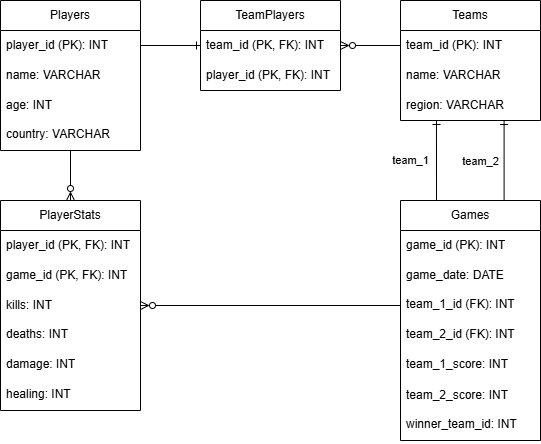 Players
player_id (PK): INT
name: VARCHAR
age: INT
country: VARCHAR
TeamPlayers
team_id (PK, FK): INT
player_id (PK, FK): INT
Teams
team_id (PK): INT
name: VARCHAR
region: VARCHAR
team_1
team_2
PlayerStats
player_id (PK, FK): INT
game_id (PK, FK): INT
kills: INT
deaths: INT
damage: INT
healing: INT
Games
game_id (PK): INT
game_date: DATE
team_1_id (FK): INT
team_2_id (FK): INT
team_1_score: INT
team_2_score: INT
winner_team_id: INT